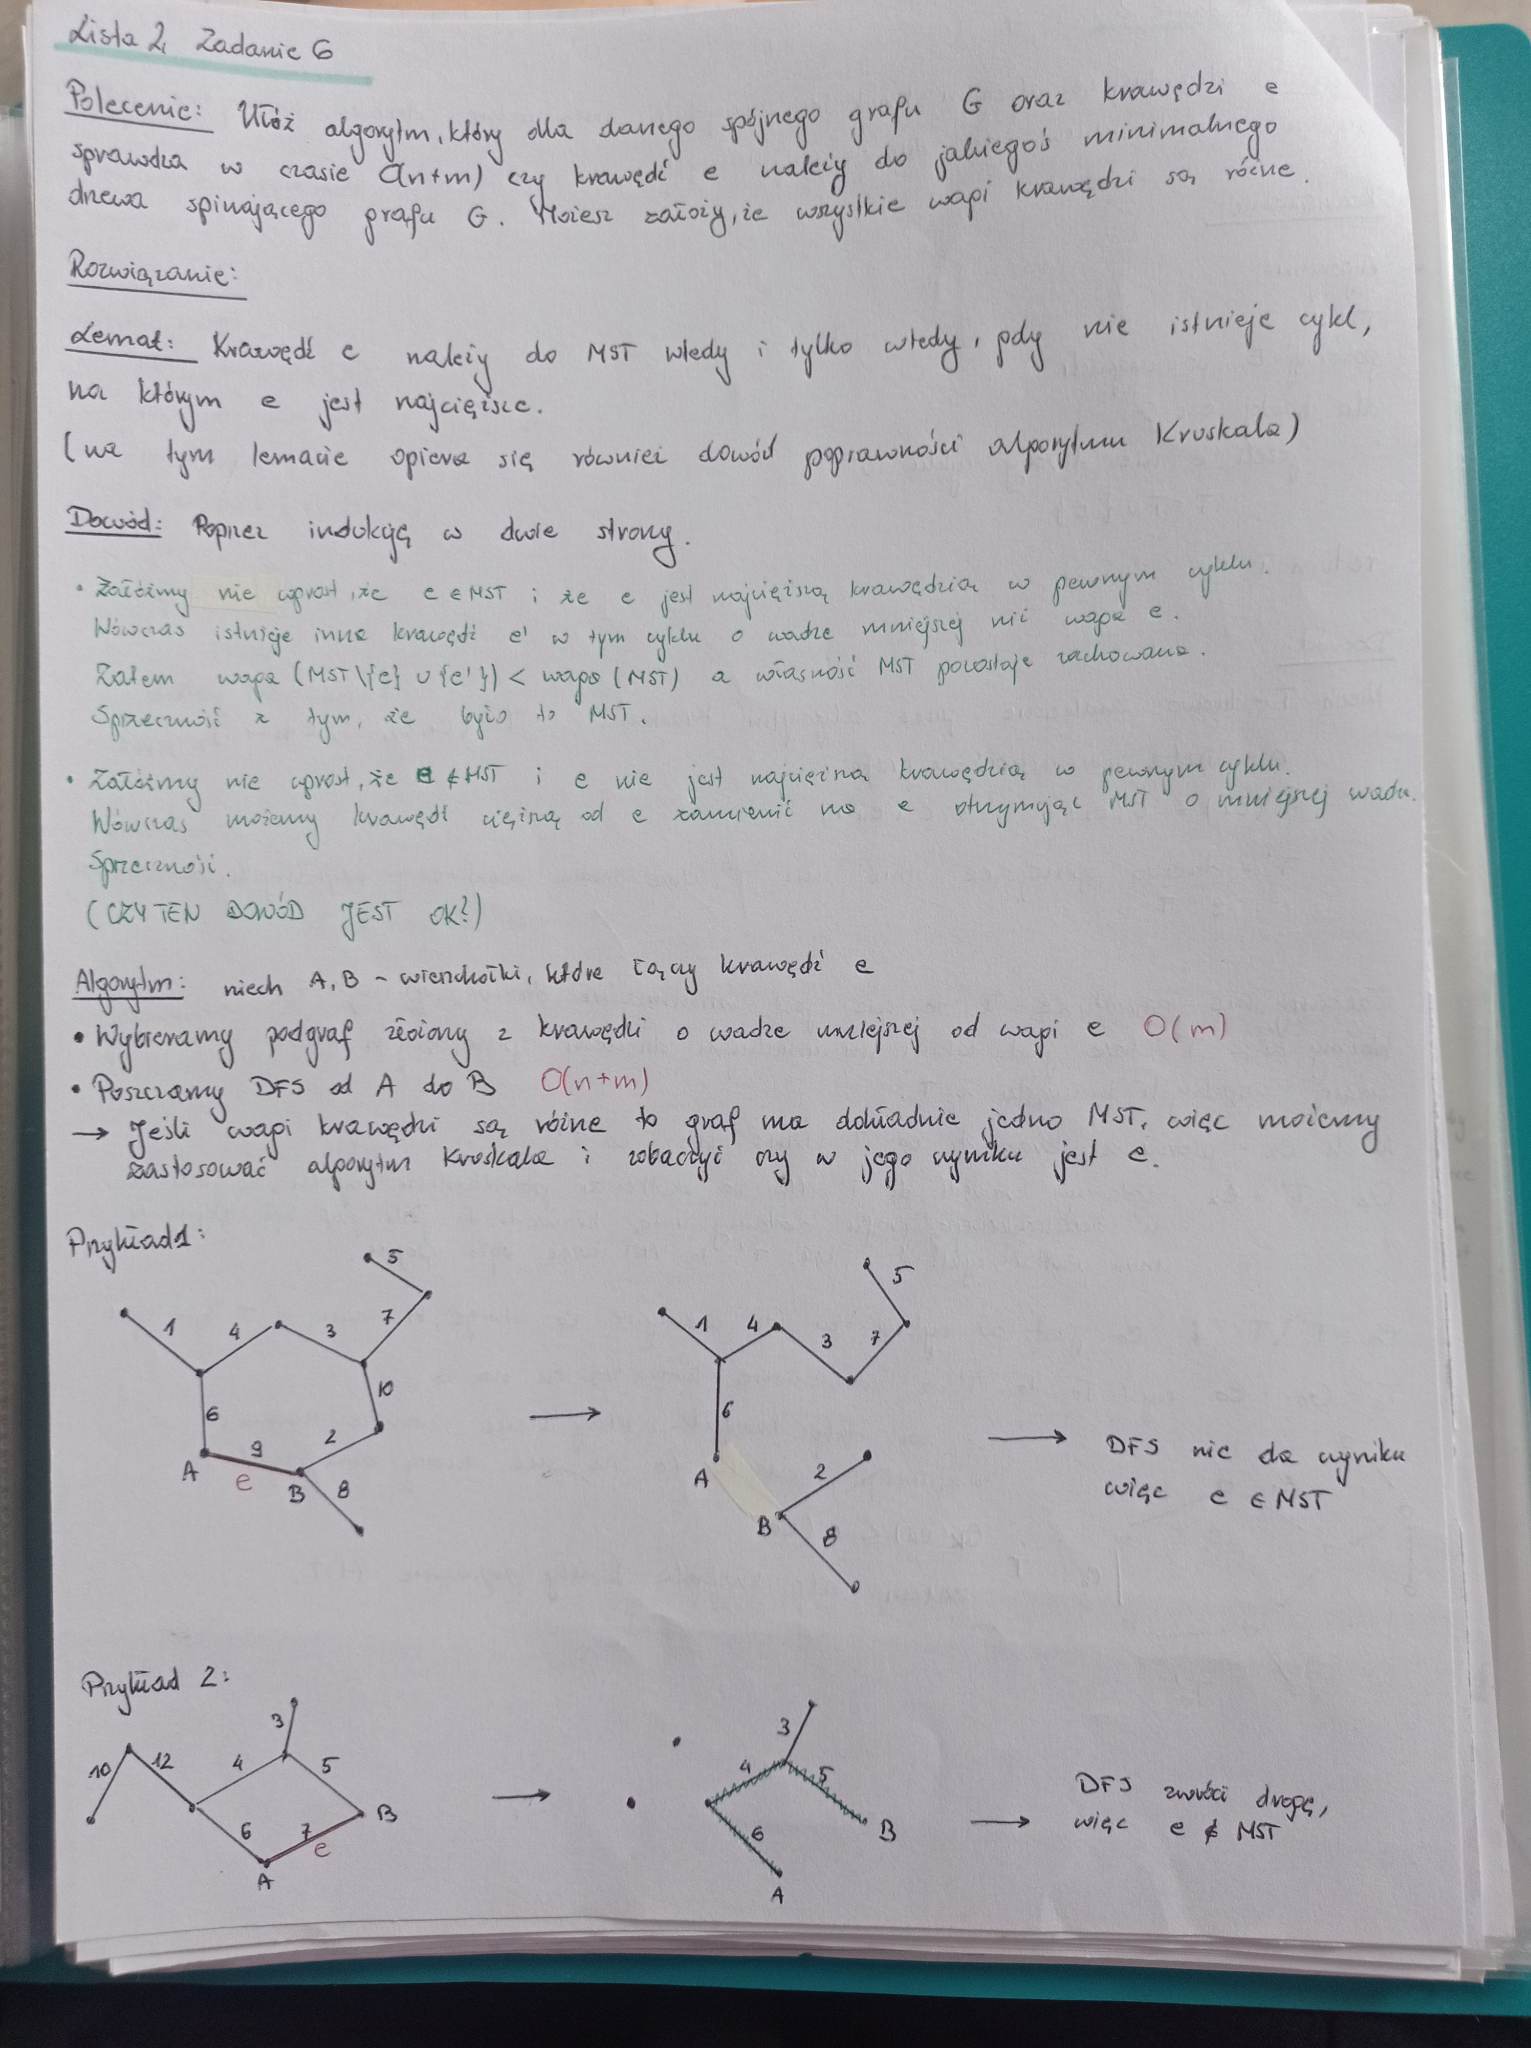 Lista 2, Zadanie 6
Polecenie: Ułóż algorytm, który dla danego spójnego grafu G oraz krawędzi e
sprawdza w czasie O(n+m) czy krawędź e należy do jakiegoś minimalnego
drzewa spinającego grafu G. Możesz założyć, że wszystkie wagi krawędzi są różne.
Rozwiązanie:
Lemat: Krawędź e należy do MST wtedy i tylko wtedy, gdy nie istnieje cykl,
na którym e jest najcięższe.
(na tym lemacie opiera się również dowód poprawności algorytmu Kruskala)
Dowód: Poprzez indukcję w dwie strony.
• Załóżmy nie wprost, że e ∈ MST i że e jest najcięższą krawędzią w pewnym cyklu.
Wówczas istnieje inna krawędź e' w tym cyklu o wadze mniejszej niż waga e.
Zatem waga (MST\{e} ∪ {e'}) < waga (MST) a własność MST pozostaje zachowana.
Sprzeczność z tym, że było to MST.
• Załóżmy nie wprost, że e ∉ MST i e nie jest najcięższą krawędzią w pewnym cyklu.
Wówczas możemy krawędź cięższą od e zamienić na e otrzymując MST o mniejszej wadze.
Sprzeczność.
(CZY TEN DOWÓD JEST OK?)
Algorytm: niech A, B - wierzchołki, które łączy krawędź e
• Wybieramy podgraf złożony z krawędzi o wadze mniejszej od wagi e O(m)
• Puszczamy DFS od A do B O(n+m)
→ Jeśli wagi krawędzi są różne to graf ma dokładnie jedno MST, więc możemy
zastosować algorytm Kruskala i zobaczyć czy w jego wyniku jest e.
Przykład 1:
5
1 4 3 7
10
6 9 2
A e B 8
5
1 4 3 7
6
A 2
B 8
DFS nie da wyniku
więc e ∈ MST
Przykład 2:
3
10 12 4 5
6 7 B
e
A
3
4 5
6 B
A
DFS zwróci drogę,
więc e ∉ MST